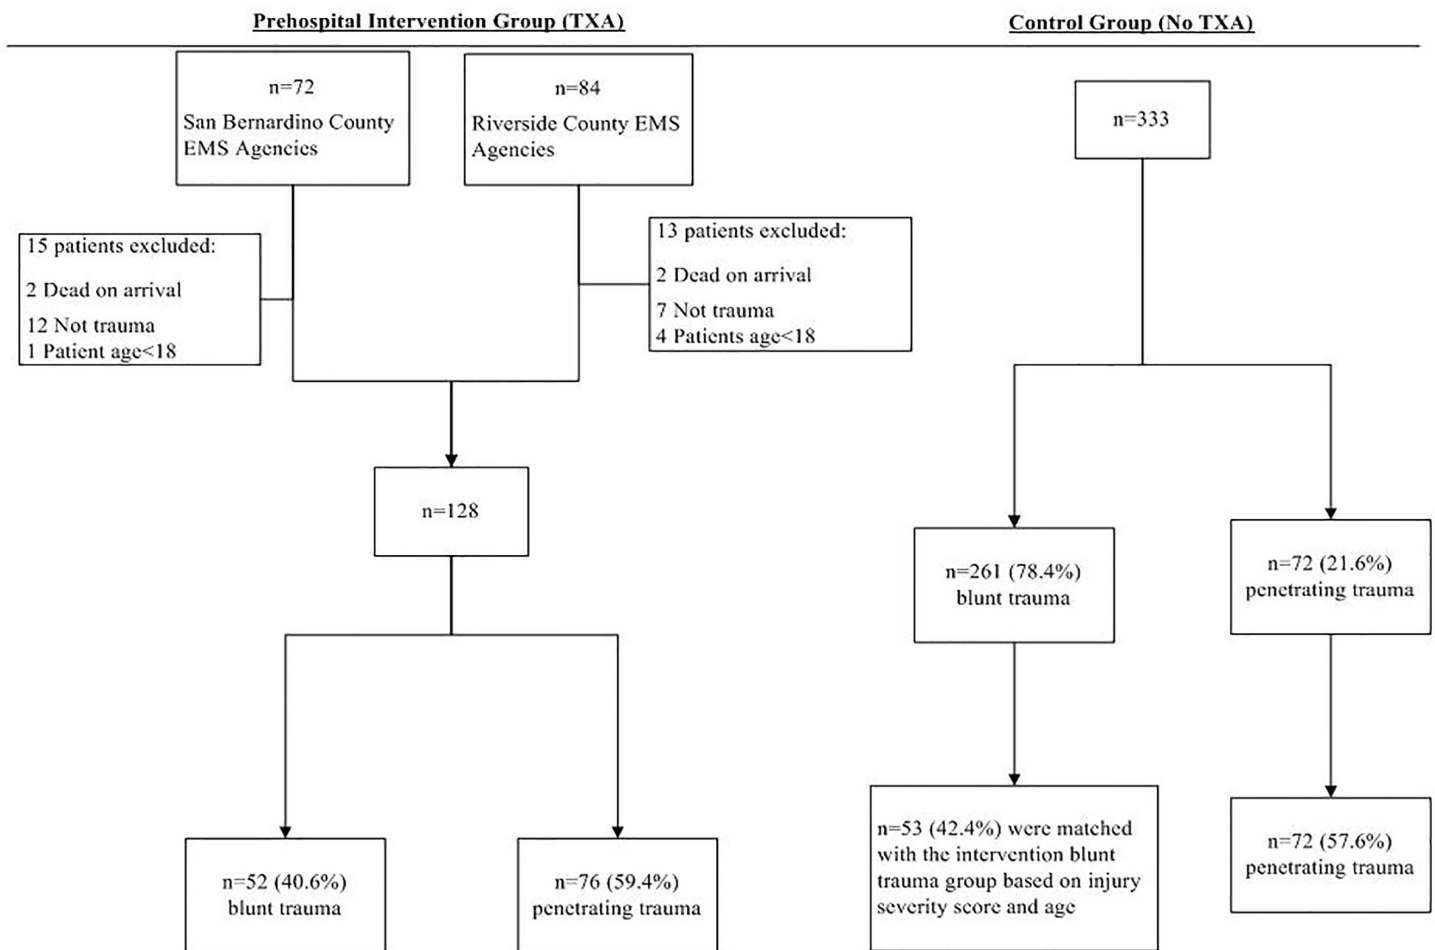 Prehospital Intervention Group (TXA)
Control Group (No TXA)
n=72
San Bernardino County
EMS Agencies
n=84
Riverside County EMS
Agencies
n=333
15 patients excluded:
2 Dead on arrival
12 Not trauma
1 Patient age<18
13 patients excluded:
2 Dead on arrival
7 Not trauma
4 Patients age<18
n=128
n=261 (78.4%)
blunt trauma
n=72 (21.6%)
penetrating trauma
n=52 (40.6%)
blunt trauma
n=76 (59.4%)
penetrating trauma
n=53 (42.4%) were matched
with the intervention blunt
trauma group based on injury
severity score and age
n=72 (57.6%)
penetrating trauma